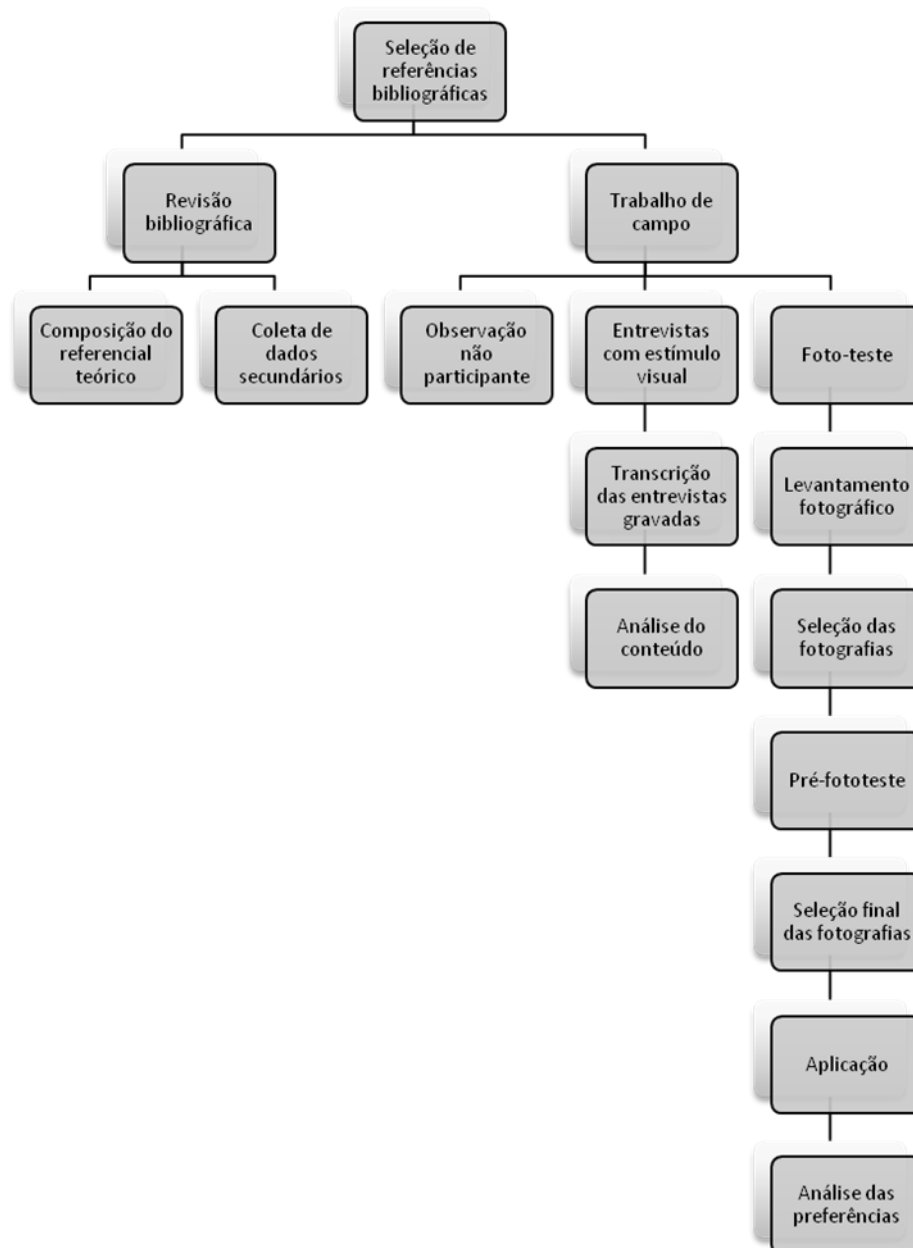 Seleção de
referências
bibliográficas
Revisão
bibliográfica
Trabalho de
campo
Composição do
referencial
teórico
Coleta de
dados
secundários
Observação
não
participante
Entrevistas
com estímulo
visual
Foto-teste
Transcrição
das entrevistas
gravadas
Levantamento
fotográfico
Análise do
conteúdo
Seleção das
fotografias
Pré-fototeste
Seleção final
das fotografias
Aplicação
Análise das
preferências